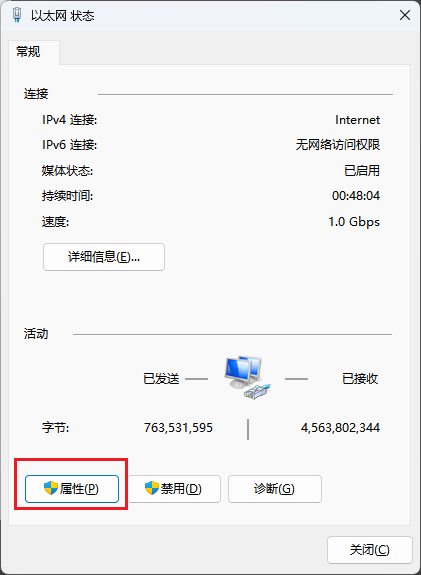 以太网 状态
常规
连接
IPv4 连接: Internet
IPv6 连接: 无网络访问权限
媒体状态: 已启用
持续时间: 00:48:04
速度: 1.0 Gbps
详细信息(E)...
活动
已发送 已接收
字节: 763,531,595 4,563,802,344
属性(P) 禁用(D) 诊断(G)
关闭(C)